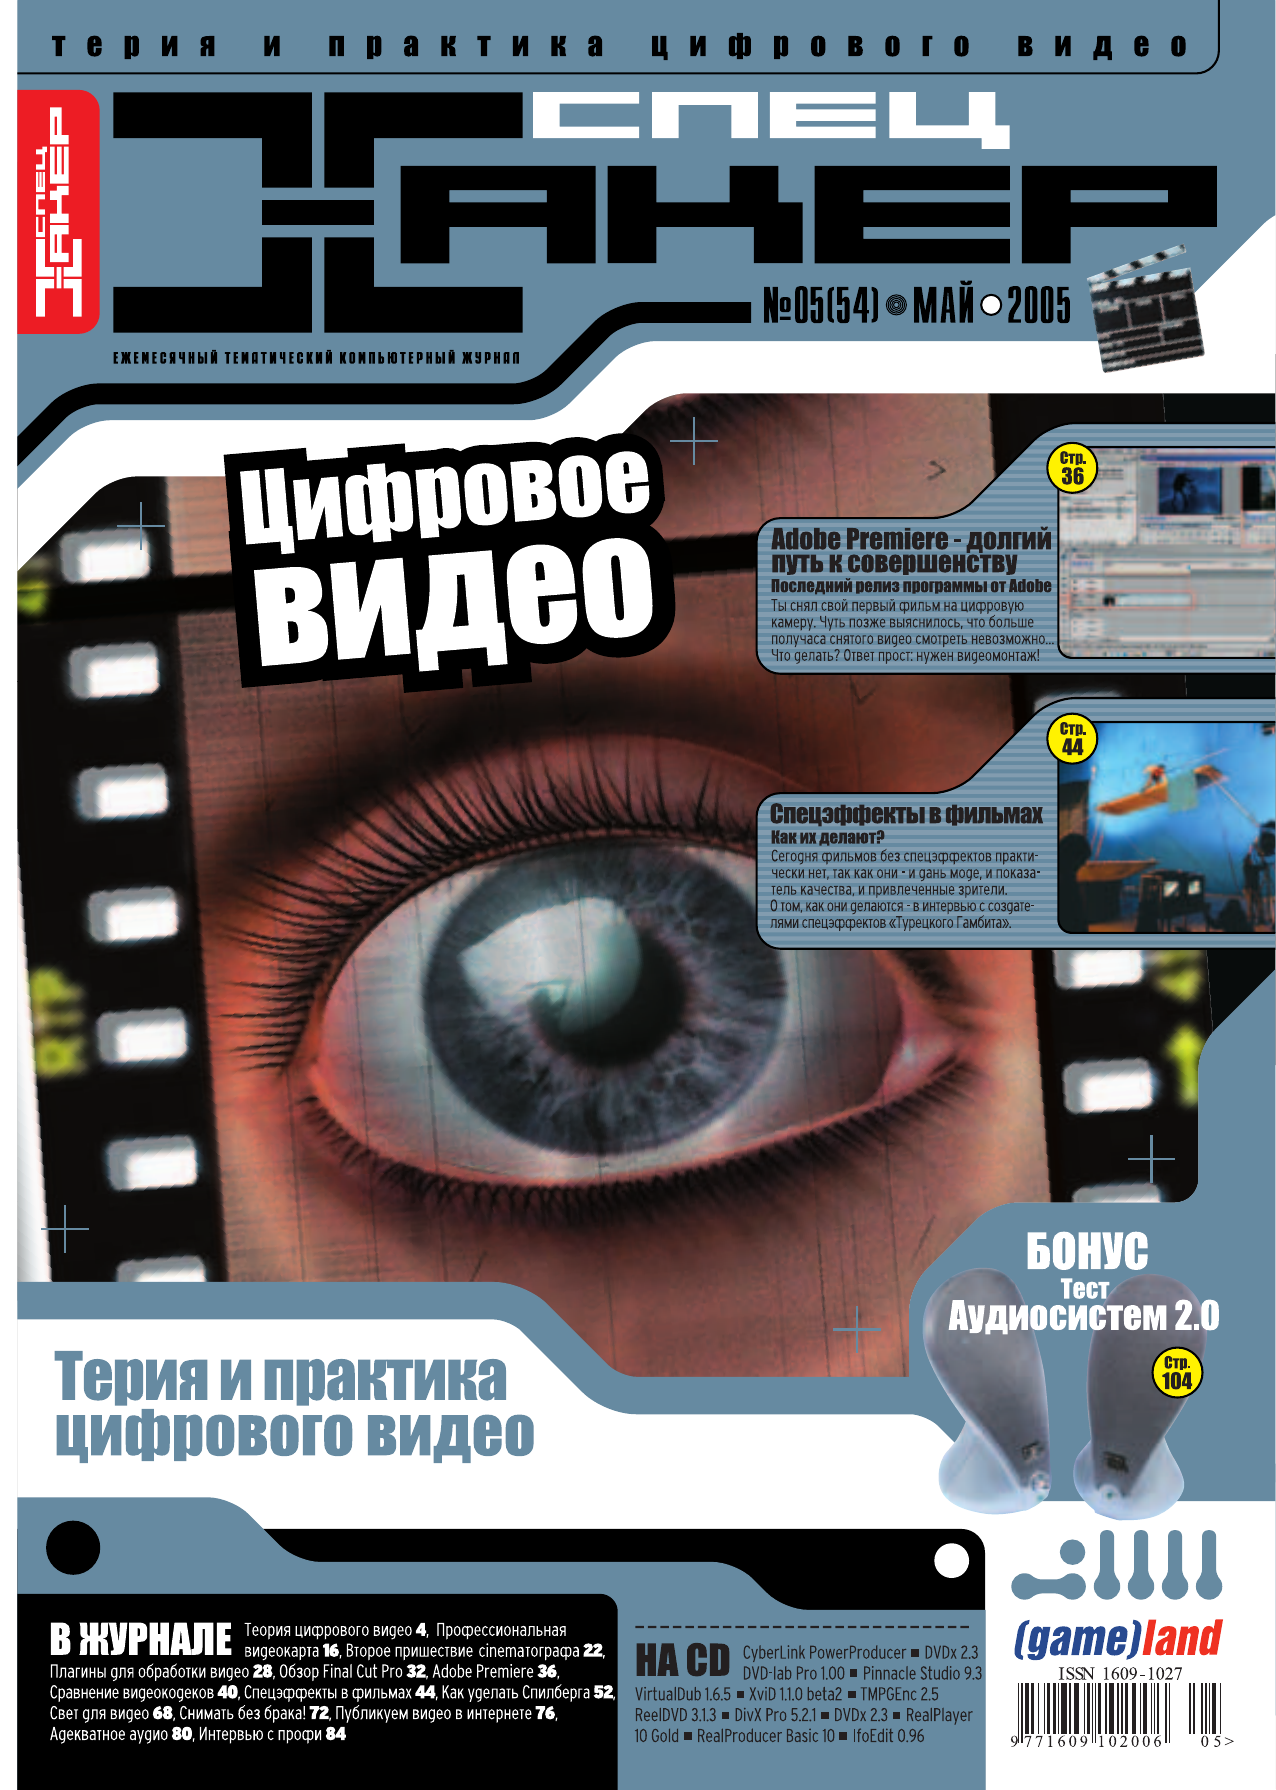 терия и практика цифрового видео
СПЕЦ
ХАКЕР
СПЕЦ
ХАКЕР
№05(54) МАЙ 2005
ЕЖЕМЕСЯЧНЫЙ ТЕМАТИЧЕСКИЙ КОМПЬЮТЕРНЫЙ ЖУРНАЛ
Цифровое
видео
Стр.
36
Adobe Premiere - долгий
путь к совершенству
Последний релиз программы от Adobe
Ты снял свой первый фильм на цифровую
камеру. Чуть позже выяснилось, что больше
получаса снятого видео смотреть невозможно...
Что делать? Ответ прост: нужен видеомонтаж!
Стр.
44
Спецэффекты в фильмах
Как их делают?
Сегодня фильмов без спецэффектов практи-
чески нет, так как они - и дань моде, и показа-
тель качества, и привлеченные зрители.
О том, как они делаются - в интервью с создате-
лями спецэффектов «Турецкого Гамбита».
БОНУС
Тест
Аудиосистем 2.0
Стр.
104
Терия и практика
цифрового видео
В ЖУРНАЛЕ Теория цифрового видео 4, Профессиональная
видеокарта 16, Второе пришествие cinematографа 22,
Плагины для обработки видео 28, Обзор Final Cut Pro 32, Adobe Premiere 36,
Сравнение видеокодеков 40, Спецэффекты в фильмах 44, Как уделать Спилберга 52,
Свет для видео 68, Снимать без брака! 72, Публикуем видео в интернете 76,
Адекватное аудио 80, Интервью с профи 84
НА CD CyberLink PowerProducer ■ DVDx 2.3
DVD-lab Pro 1.00 ■ Pinnacle Studio 9.3
VirtualDub 1.6.5 ■ XviD 1.1.0 beta2 ■ TMPGEnc 2.5
ReelDVD 3.1.3 ■ DivX Pro 5.2.1 ■ DVDx 2.3 ■ RealPlayer
10 Gold ■ RealProducer Basic 10 ■ IfoEdit 0.96
(game)land
ISSN 1609-1027
9 771609 102006 05>